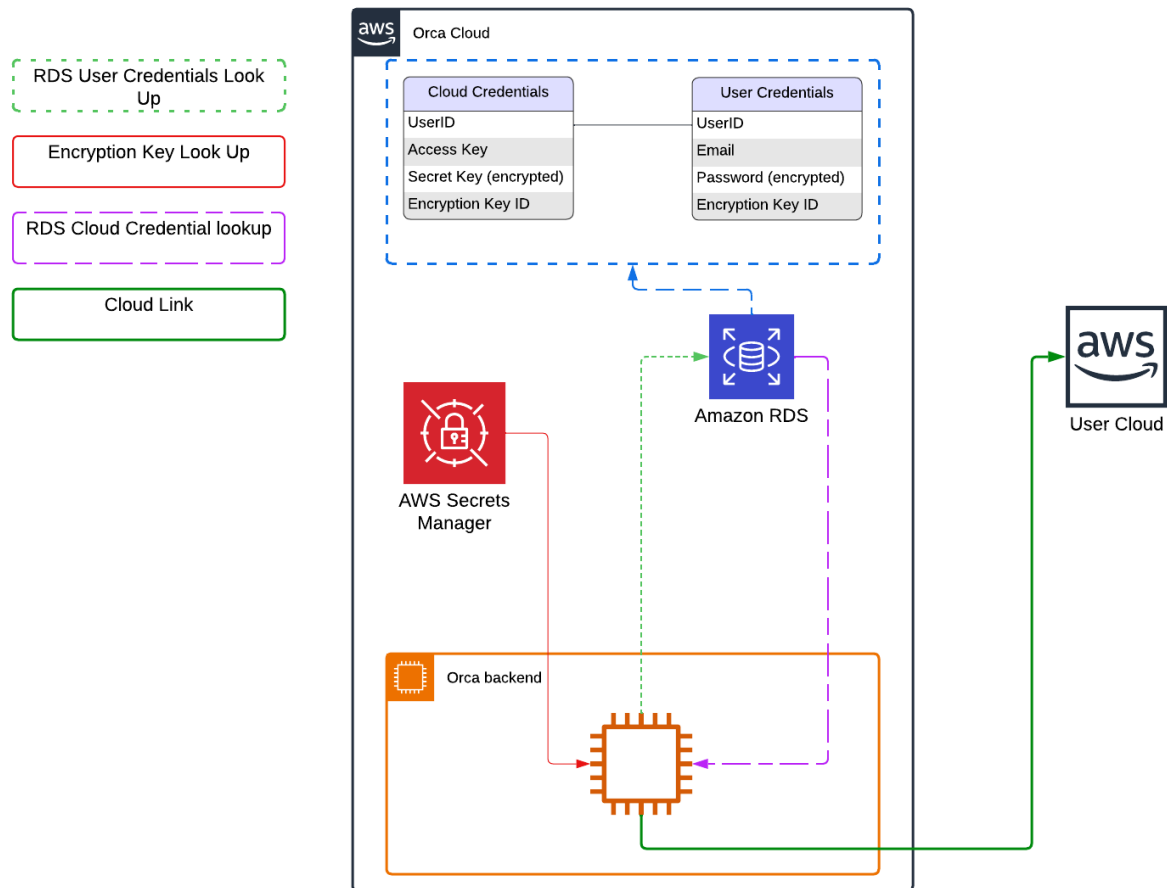 aws
Orca Cloud
RDS User Credentials Look
Up
Encryption Key Look Up
RDS Cloud Credential lookup
Cloud Link
Cloud Credentials
UserID
Access Key
Secret Key (encrypted)
Encryption Key ID
User Credentials
UserID
Email
Password (encrypted)
Encryption Key ID
Amazon RDS
AWS Secrets
Manager
aws
User Cloud
Orca backend